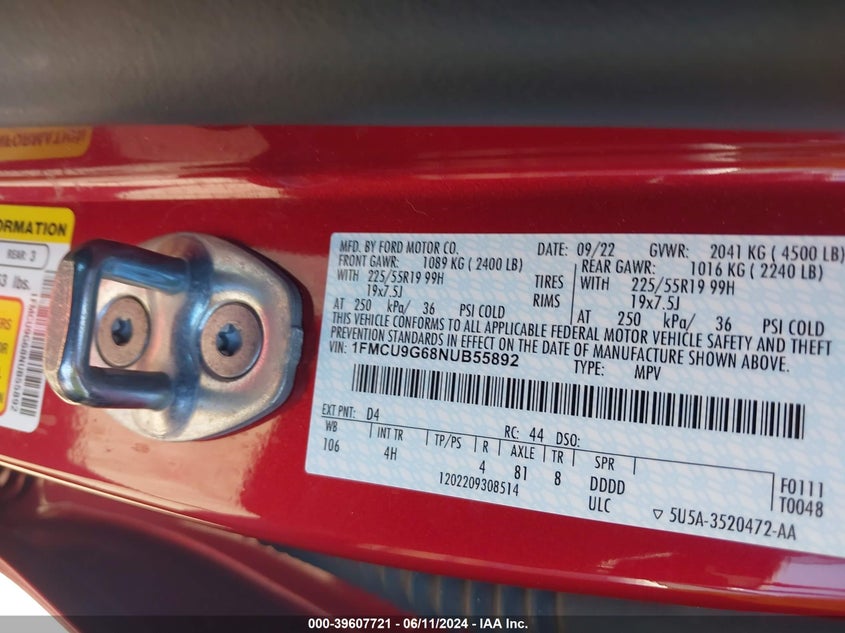 ORMATION
REAR: 3
3 lbs.
1FMCU9G68NUB55892
MFD. BY FORD MOTOR CO. DATE: 09/22 GVWR: 2041 KG ( 4500 LB)
FRONT GAWR: 1089 KG ( 2400 LB) REAR GAWR: 1016 KG ( 2240 LB)
WITH 225/55R19 99H TIRES WITH 225/55R19 99H
19x7.5J RIMS 19x7.5J
AT 250 kPa/ 36 PSI COLD AT 250 kPa/ 36 PSI COLD
THIS VEHICLE CONFORMS TO ALL APPLICABLE FEDERAL MOTOR VEHICLE SAFETY AND THEFT
PREVENTION STANDARDS IN EFFECT ON THE DATE OF MANUFACTURE SHOWN ABOVE.
VIN: 1FMCU9G68NUB55892 TYPE: MPV
EXT PNT: D4 RC: 44 DSO:
WB INT TR TP/PS R AXLE TR SPR
106 4H 4 81 8 DDDD F0111
1202209308514 ULC T0048
5U5A-3520472-AA
000-39607721 / 06/11/2024 / IAA Inc.